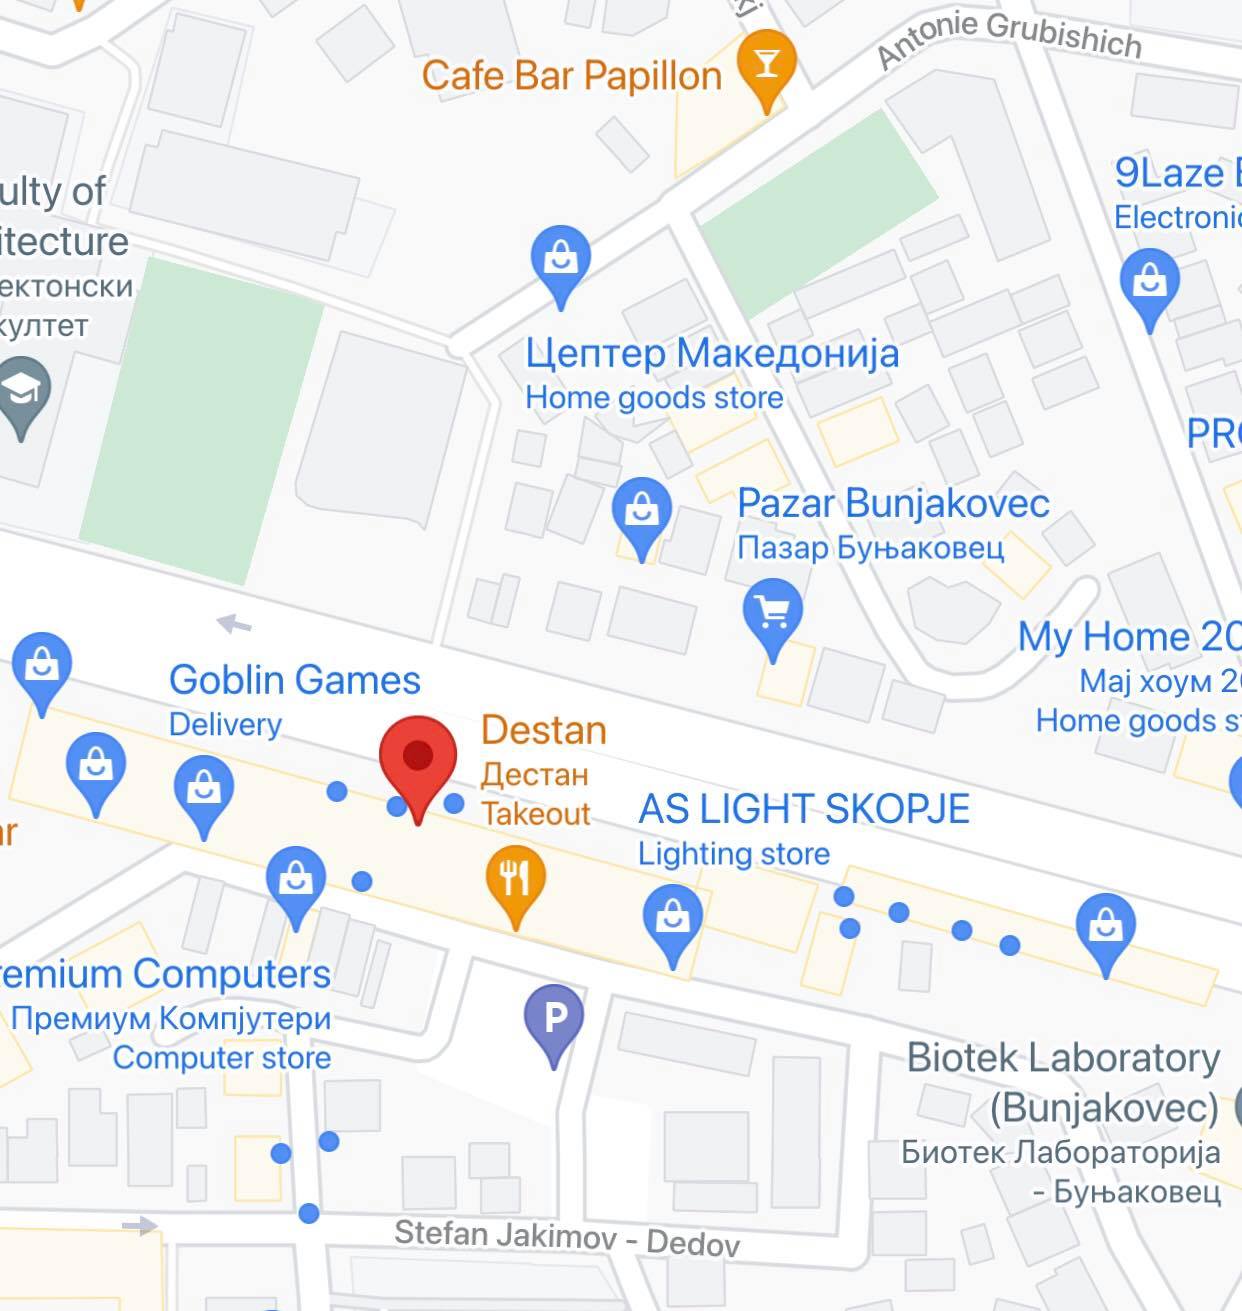 Antonie Grubishich
Cafe Bar Papillon
9Laze
Electronic
ulty of
itecture
ектонски
култет
Цептер Македонија
Home goods store
Pazar Bunjakovec
Пазар Буњаковец
My Home 20
Мај хоум 2
Home goods s
Goblin Games
Delivery
Destan
Дестан
Takeout
AS LIGHT SKOPJE
Lighting store
P
remium Computers
Премиум Компјутери
Computer store
Biotek Laboratory
(Bunjakovec)
Биотек Лабораторија
- Буњаковец
Stefan Jakimov - Dedov